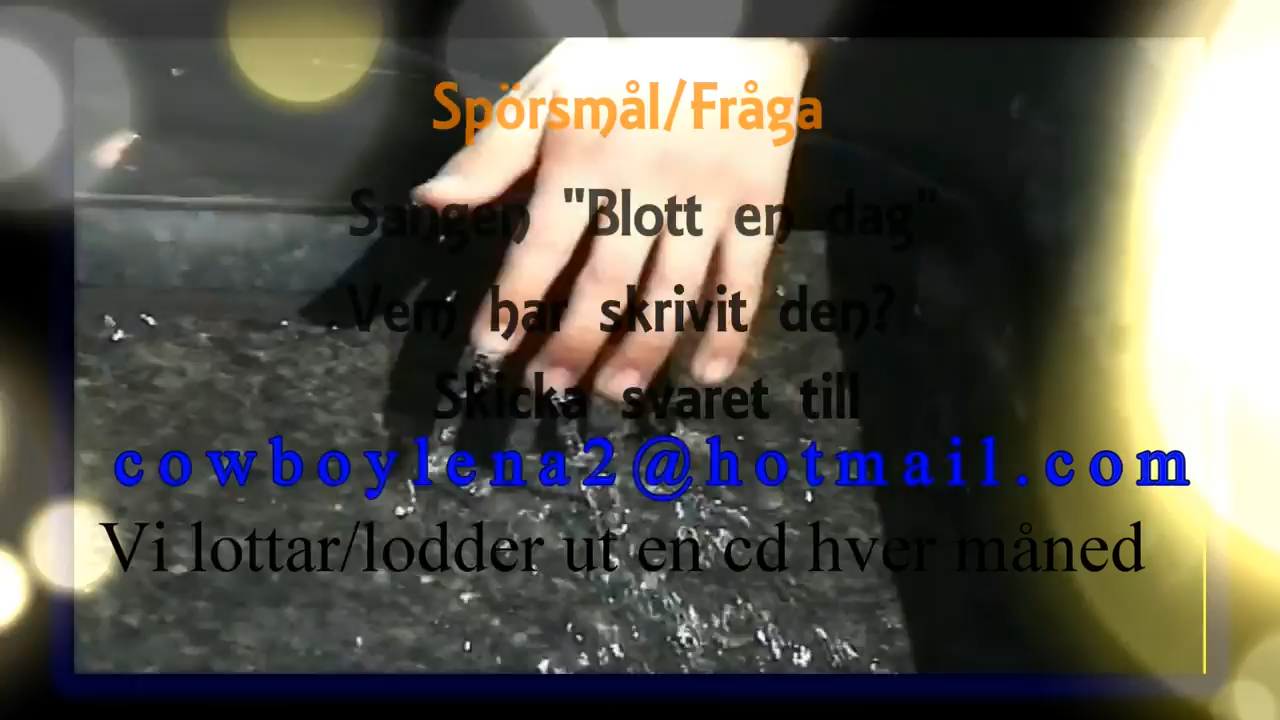 Spörsmål/Fråga
Sangen "Blott en dag"
Vem har skrivit den?
Skicka svaret till
cowboylena2@hotmail.com
Vi lottar/lodder ut en cd hver måned